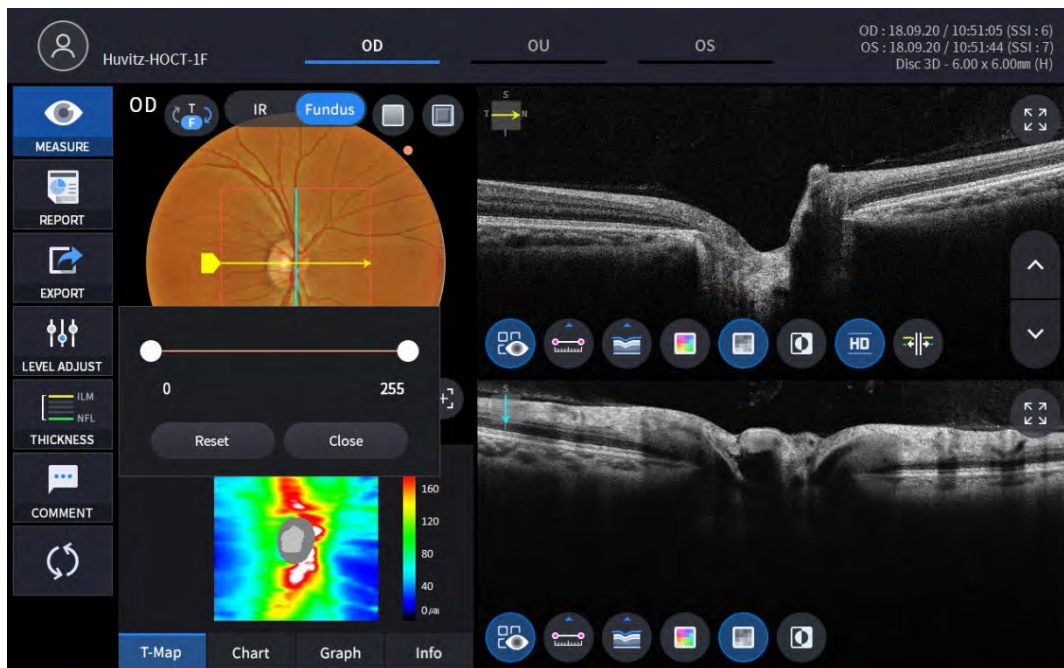 Huvitz-HOCT-1F
OD
OU
OS
OD : 18.09.20 / 10:51:05 (SSI : 6)
OS : 18.09.20 / 10:51:44 (SSI : 7)
Disc 3D - 6.00 x 6.00mm (H)
MEASURE
REPORT
EXPORT
LEVEL ADJUST
ILM
NFL
THICKNESS
COMMENT
OD
T
F
IR
Fundus
0
255
Reset
Close
160
120
80
40
0㎛
T-Map
Chart
Graph
Info
S
T
N
I
HD
S